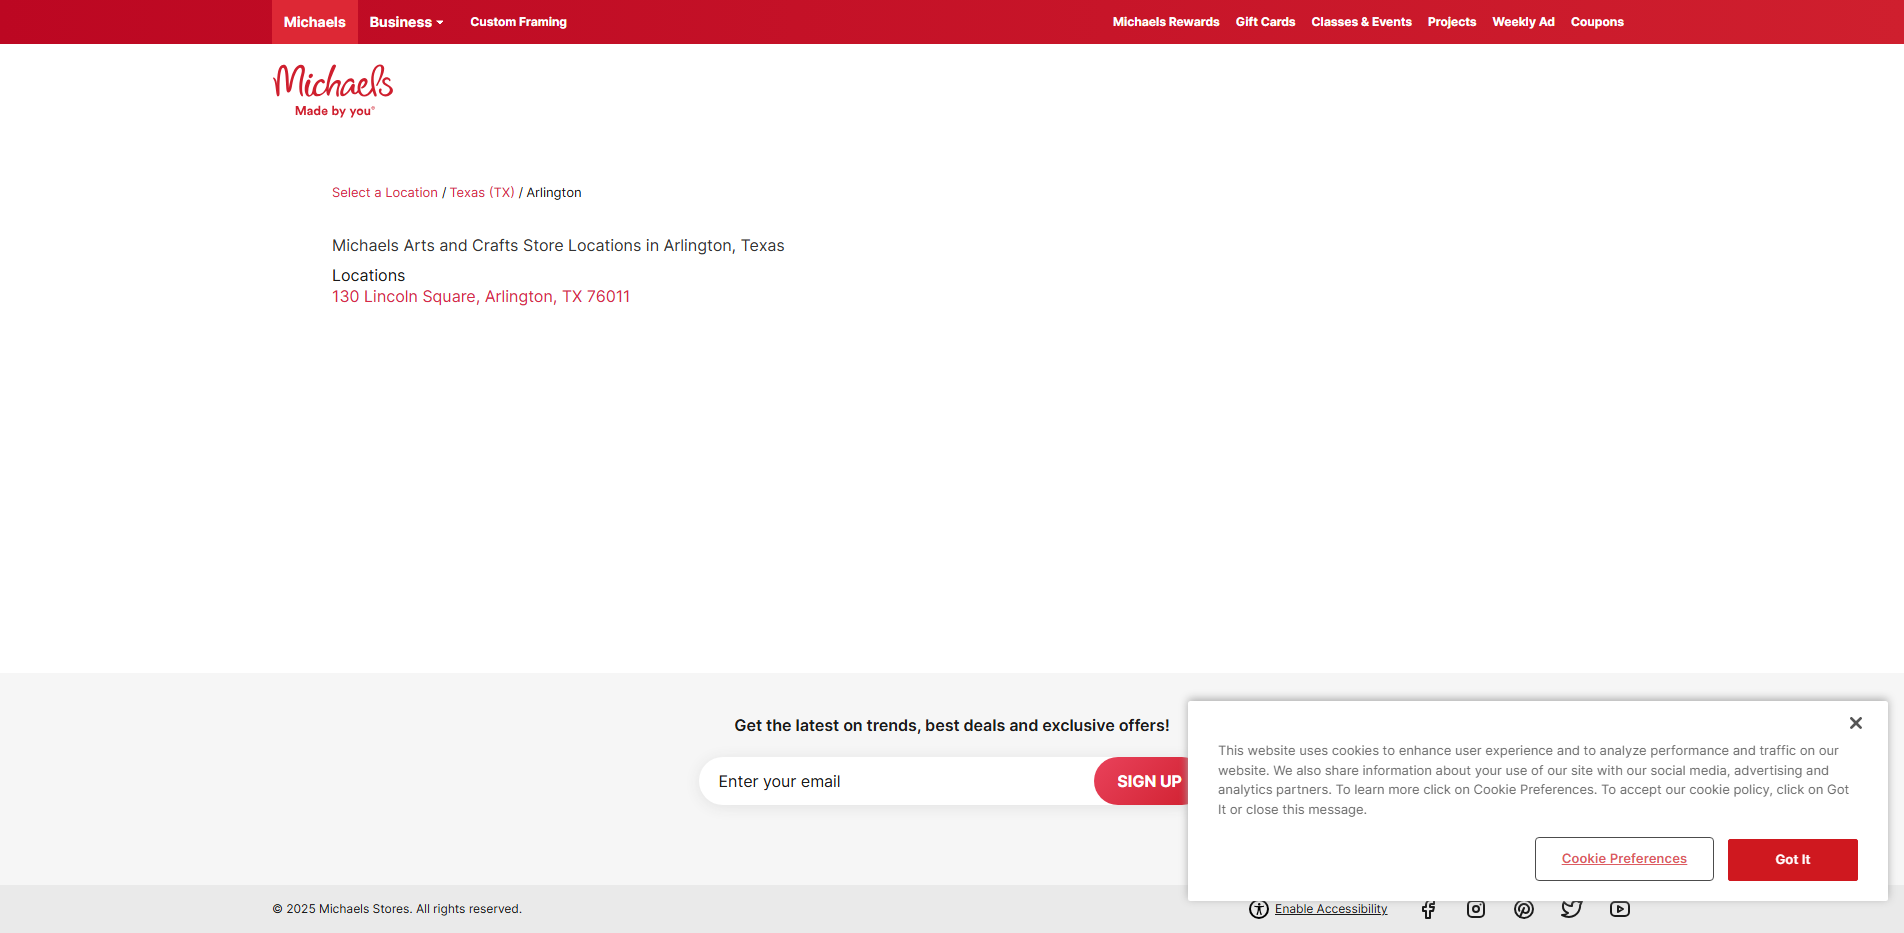 Michaels Business Custom Framing Michaels Rewards Gift Cards Classes & Events Projects Weekly Ad Coupons
Michaels
Made by you®
Select a Location / Texas (TX) / Arlington
Michaels Arts and Crafts Store Locations in Arlington, Texas
Locations
130 Lincoln Square, Arlington, TX 76011
Get the latest on trends, best deals and exclusive offers!
Enter your email SIGN UP
This website uses cookies to enhance user experience and to analyze performance and traffic on our
website. We also share information about your use of our site with our social media, advertising and
analytics partners. To learn more click on Cookie Preferences. To accept our cookie policy, click on Got
It or close this message.
Cookie Preferences Got It
© 2025 Michaels Stores. All rights reserved. Enable Accessibility